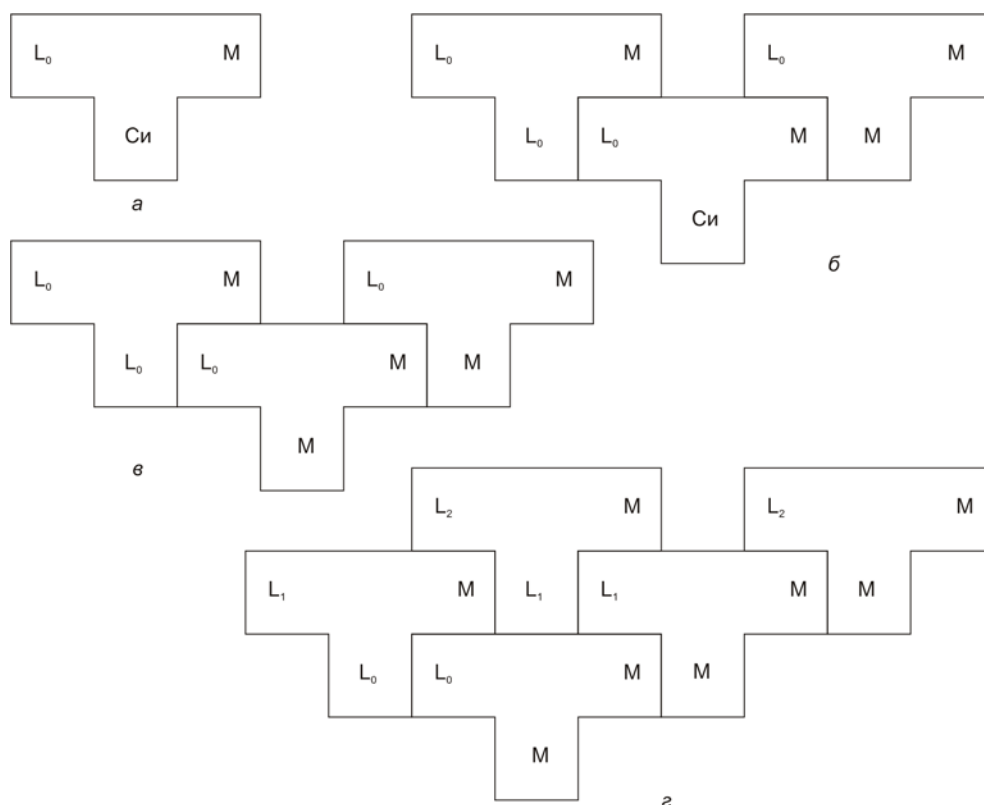 L₀ M
Си
а
L₀ M L₀ M
L₀ L₀ M M
Си
б
L₀ M L₀ M
L₀ L₀ M M
M
в
L₂ M L₂ M
L₁ M L₁ L₁ M M
L₀ L₀ M M
M
г